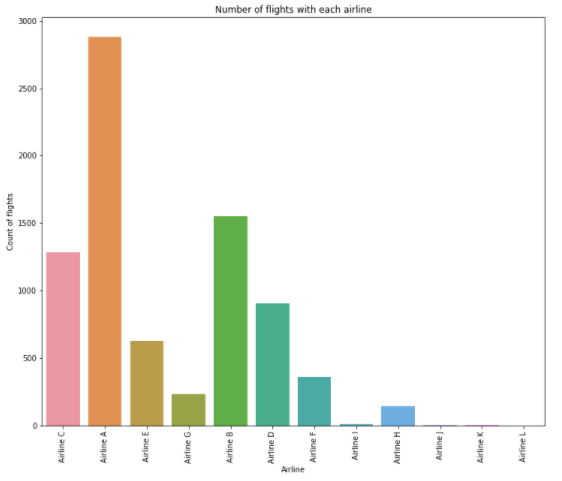 Number of flights with each airline
3000
2500
2000
1500
1000
500
0
Count of flights
Airline C
Airline A
Airline E
Airline G
Airline B
Airline D
Airline F
Airline I
Airline H
Airline J
Airline K
Airline L
Airline